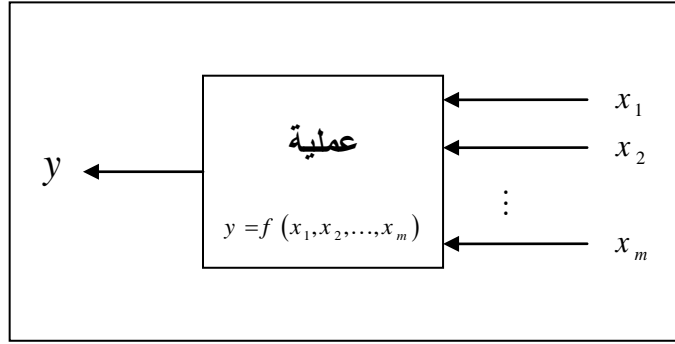 x₁
عملية
x₂
y
⋮
y = f (x₁, x₂, ..., xₘ)
xₘ